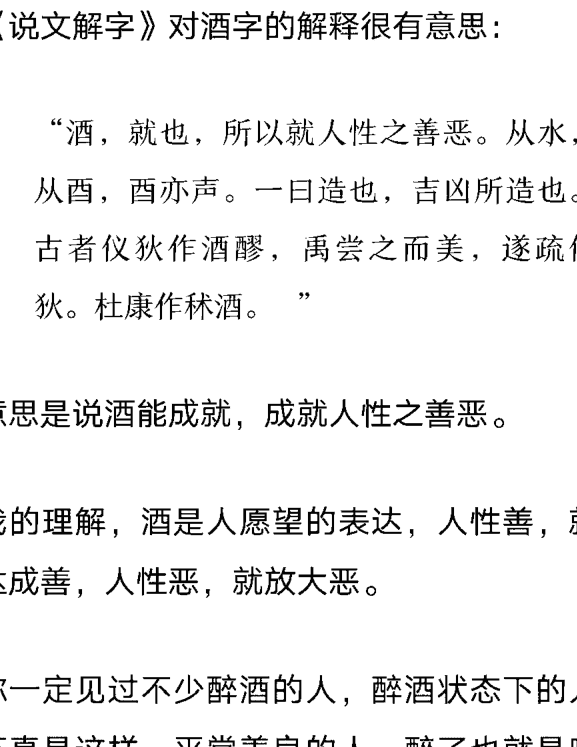 《说文解字》对酒字的解释很有意思：
“酒，就也，所以就人性之善恶。从水，
从酉，酉亦声。一曰造也，吉凶所造也。
古者仪狄作酒醪，禹尝之而美，遂疏仪
狄。杜康作秫酒。 ”
意思是说酒能成就，成就人性之善恶。
我的理解，酒是人愿望的表达，人性善，就
达成善，人性恶，就放大恶。
你一定见过不少醉酒的人，醉酒状态下的人
真是这样，平常善良的人，醉了也就是